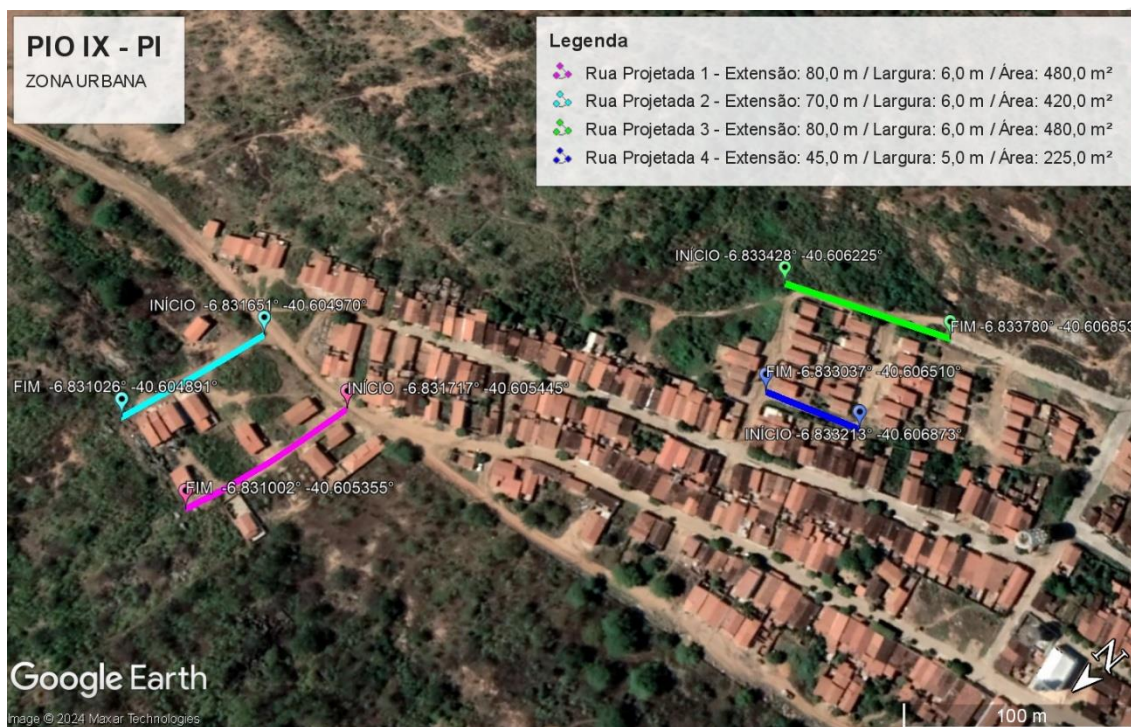 PIO IX - PI
ZONA URBANA
Legenda
Rua Projetada 1 - Extensão: 80,0 m / Largura: 6,0 m / Área: 480,0 m²
Rua Projetada 2 - Extensão: 70,0 m / Largura: 6,0 m / Área: 420,0 m²
Rua Projetada 3 - Extensão: 80,0 m / Largura: 6,0 m / Área: 480,0 m²
Rua Projetada 4 - Extensão: 45,0 m / Largura: 5,0 m / Área: 225,0 m²
INÍCIO -6.833428° -40.606225°
INÍCIO -6.831651° -40.604970°
FIM -6.833780° -40.606853
FIM -6.833037° -40.606510°
FIM -6.831026° -40.604891°
INÍCIO -6.831717° -40.605445°
INÍCIO -6.833213° -40.606873°
FIM -6.831002° -40.605355°
N
Google Earth
100 m
Image © 2024 Maxar Technologies